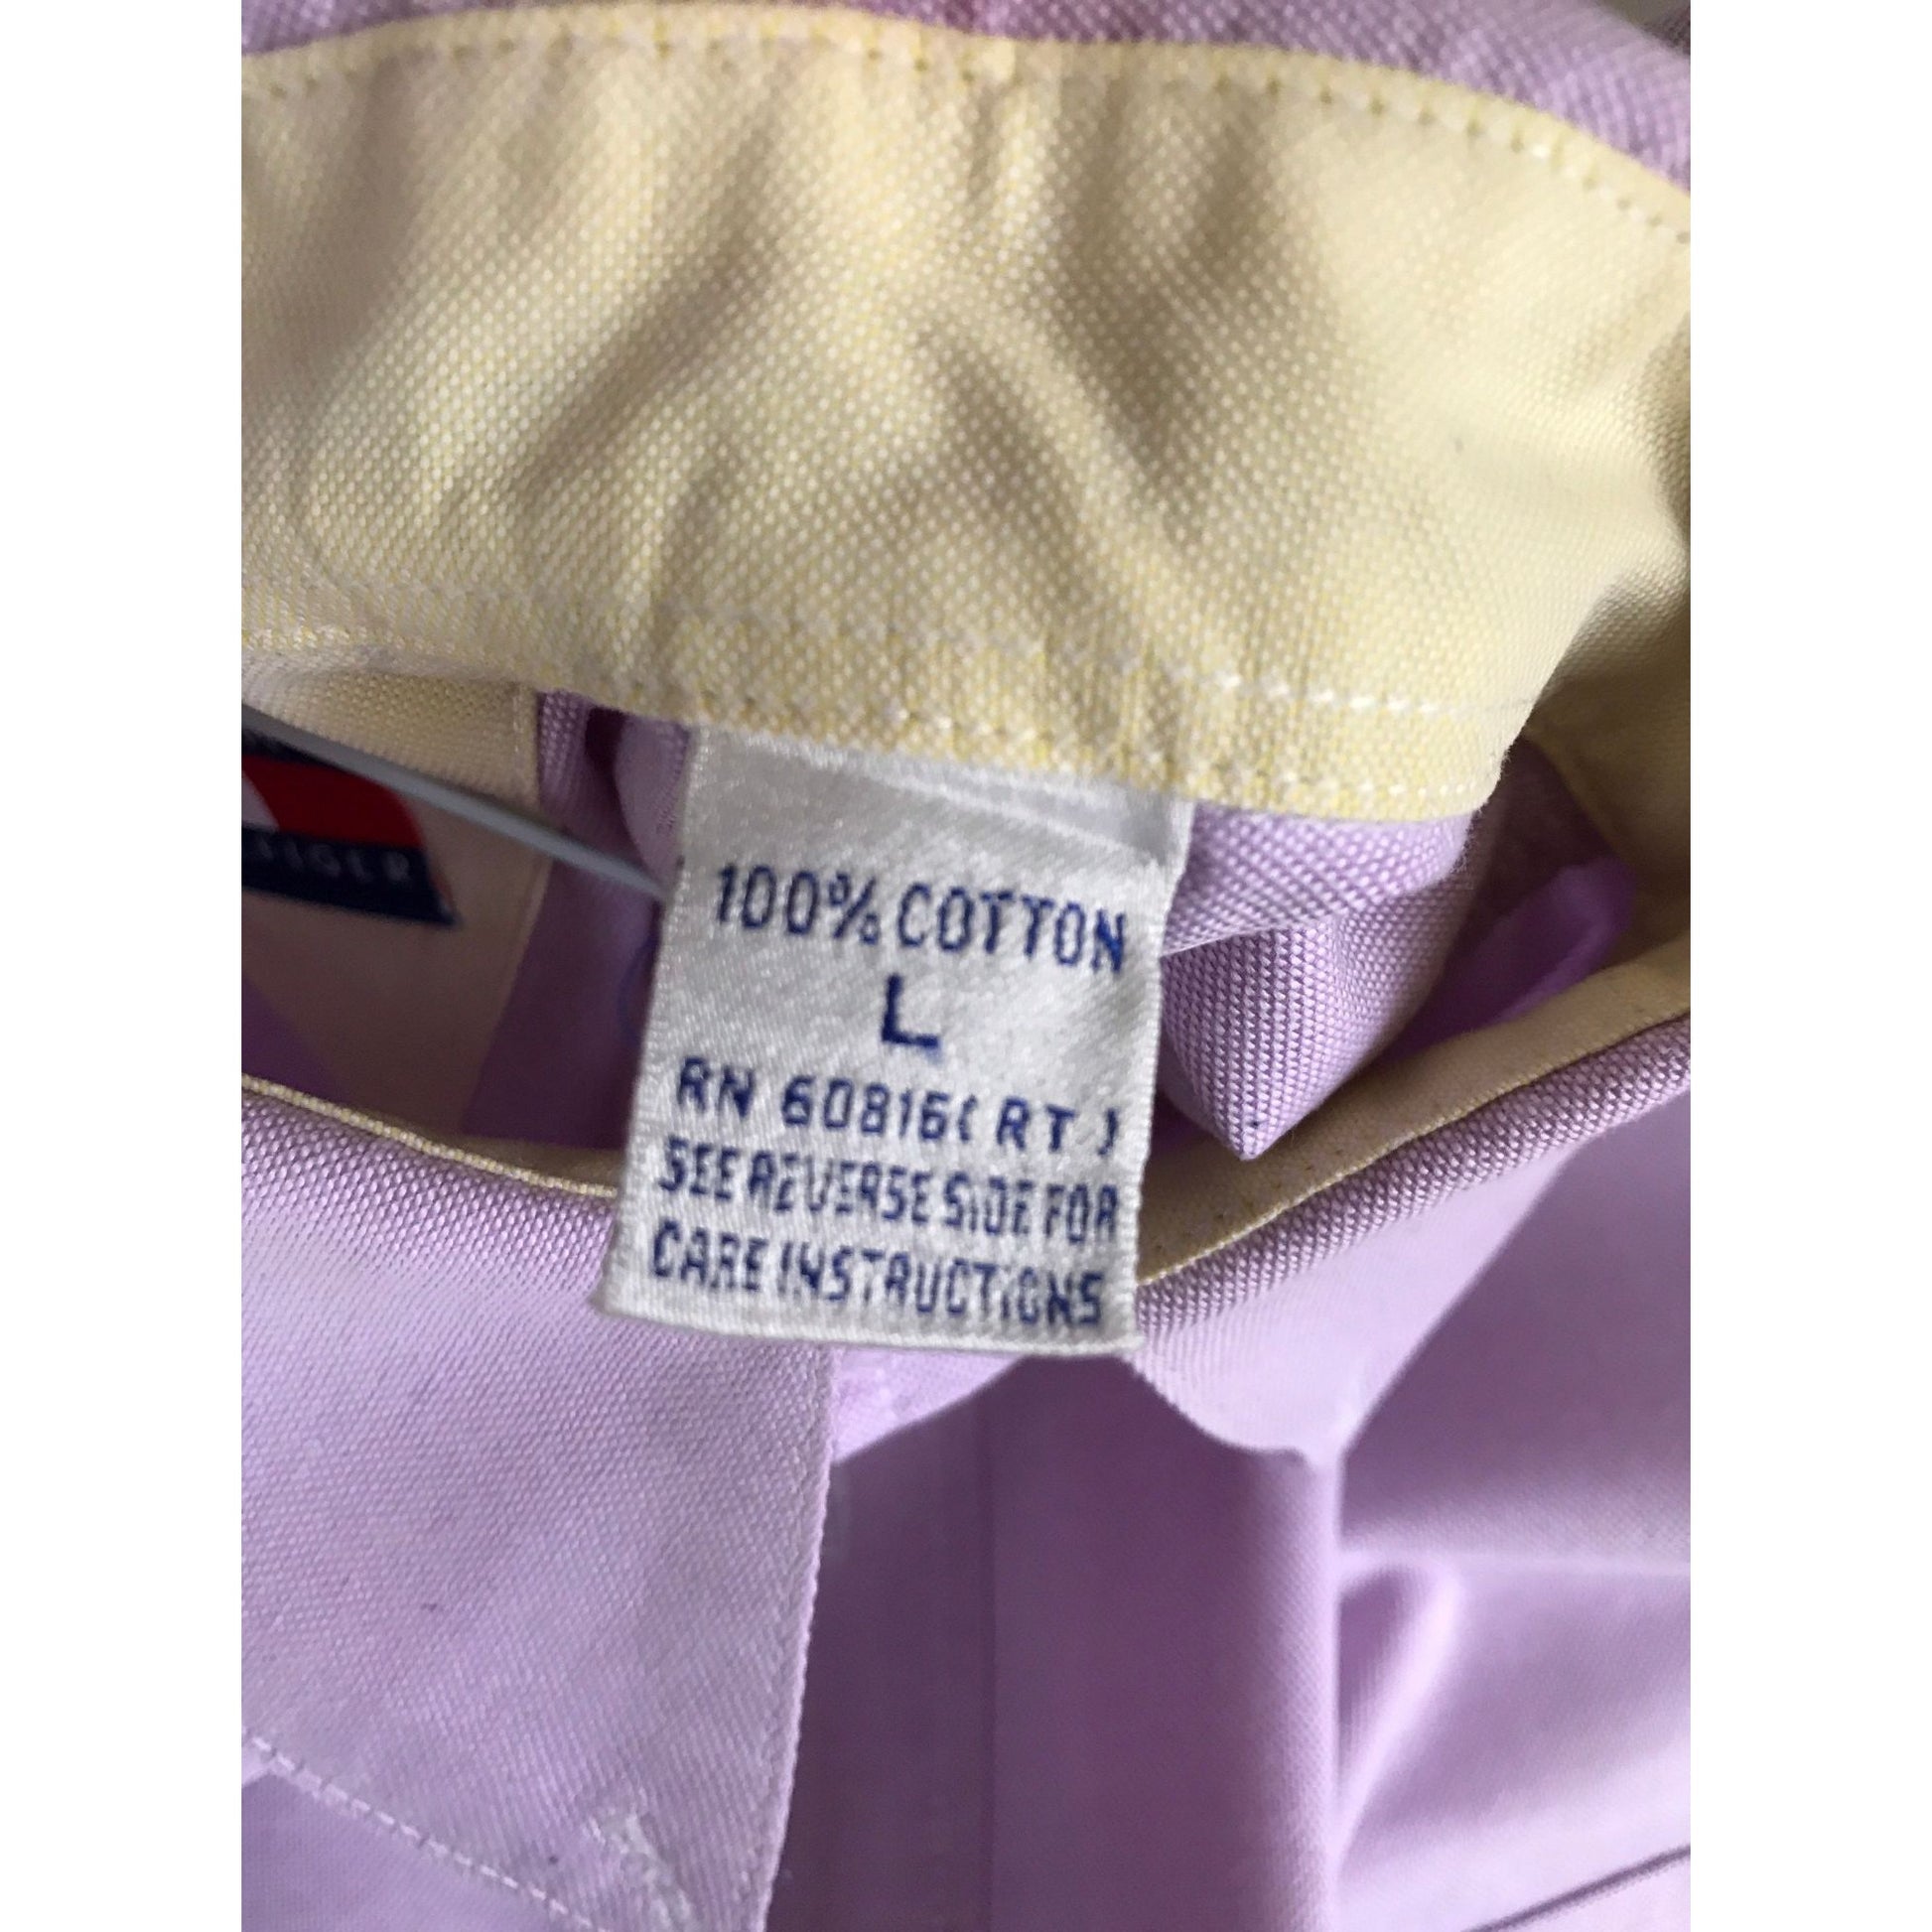 100% COTTON
L
RN 60816(RT)
SEE REVERSE SIDE FOR
CARE INSTRUCTIONS